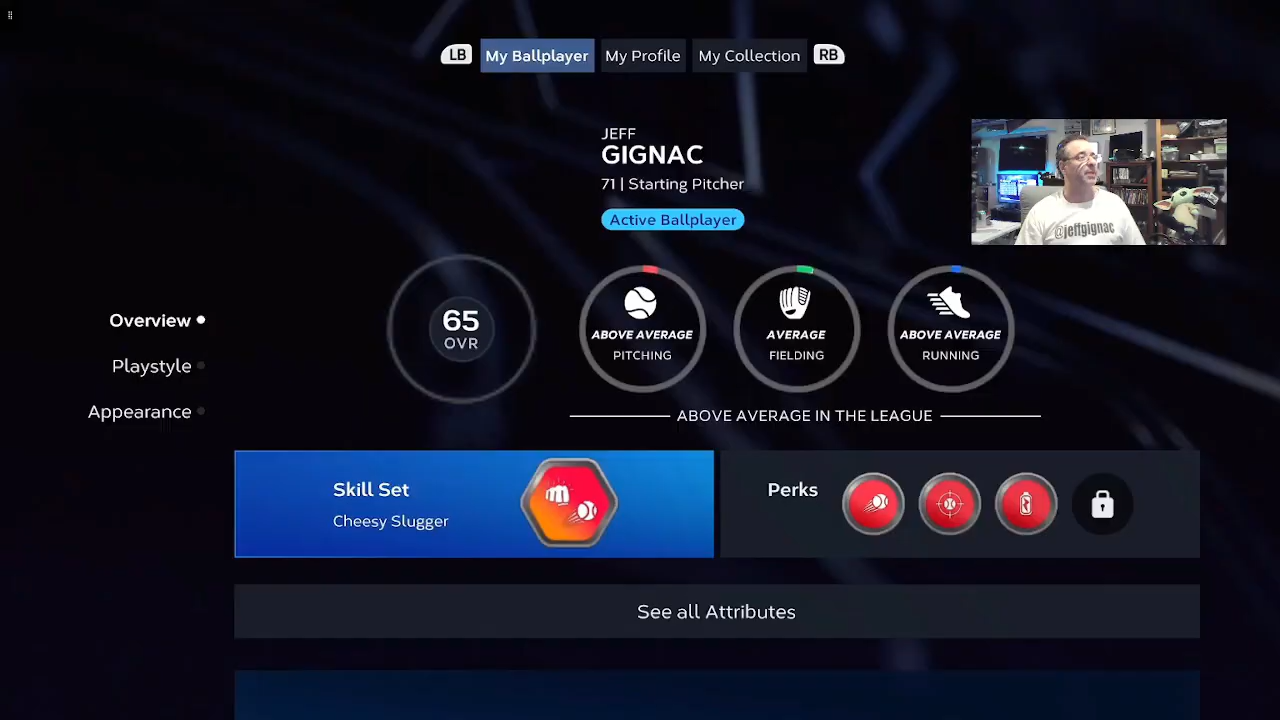 LB My Ballplayer My Profile My Collection RB
JEFF
GIGNAC
71 | Starting Pitcher
Active Ballplayer
@jeffgignac
Overview
Playstyle
Appearance
65
OVR
ABOVE AVERAGE
PITCHING
AVERAGE
FIELDING
ABOVE AVERAGE
RUNNING
ABOVE AVERAGE IN THE LEAGUE
Skill Set
Cheesy Slugger
Perks
See all Attributes